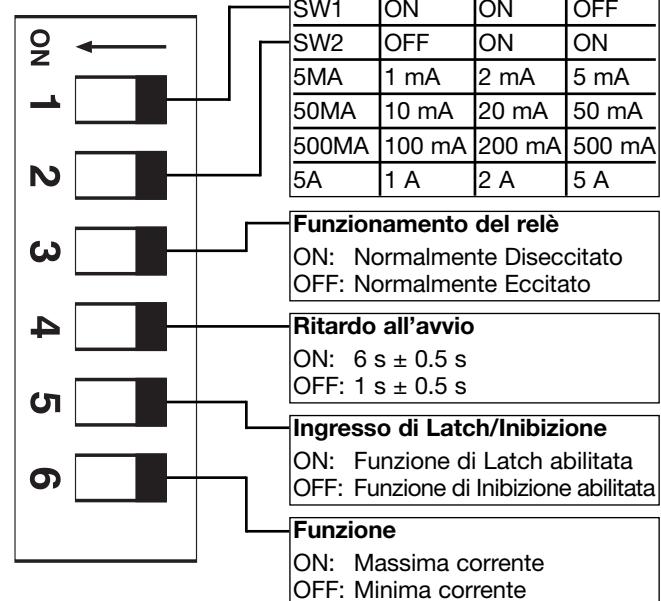 ON
1
2
3
4
5
6
SW1 ON ON OFF
SW2 OFF ON ON
5MA 1 mA 2 mA 5 mA
50MA 10 mA 20 mA 50 mA
500MA 100 mA 200 mA 500 mA
5A 1 A 2 A 5 A
Funzionamento del relè
ON: Normalmente Diseccitato
OFF: Normalmente Eccitato
Ritardo all'avvio
ON: 6 s ± 0.5 s
OFF: 1 s ± 0.5 s
Ingresso di Latch/Inibizione
ON: Funzione di Latch abilitata
OFF: Funzione di Inibizione abilitata
Funzione
ON: Massima corrente
OFF: Minima corrente